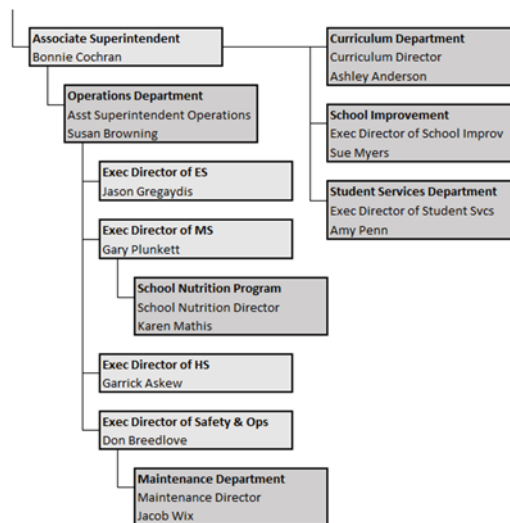 Associate Superintendent
Bonnie Cochran
Operations Department
Asst Superintendent Operations
Susan Browning
Exec Director of ES
Jason Gregaydis
Exec Director of MS
Gary Plunkett
School Nutrition Program
School Nutrition Director
Karen Mathis
Exec Director of HS
Garrick Askew
Exec Director of Safety & Ops
Don Breedlove
Maintenance Department
Maintenance Director
Jacob Wix
Curriculum Department
Curriculum Director
Ashley Anderson
School Improvement
Exec Director of School Improv
Sue Myers
Student Services Department
Exec Director of Student Svcs
Amy Penn